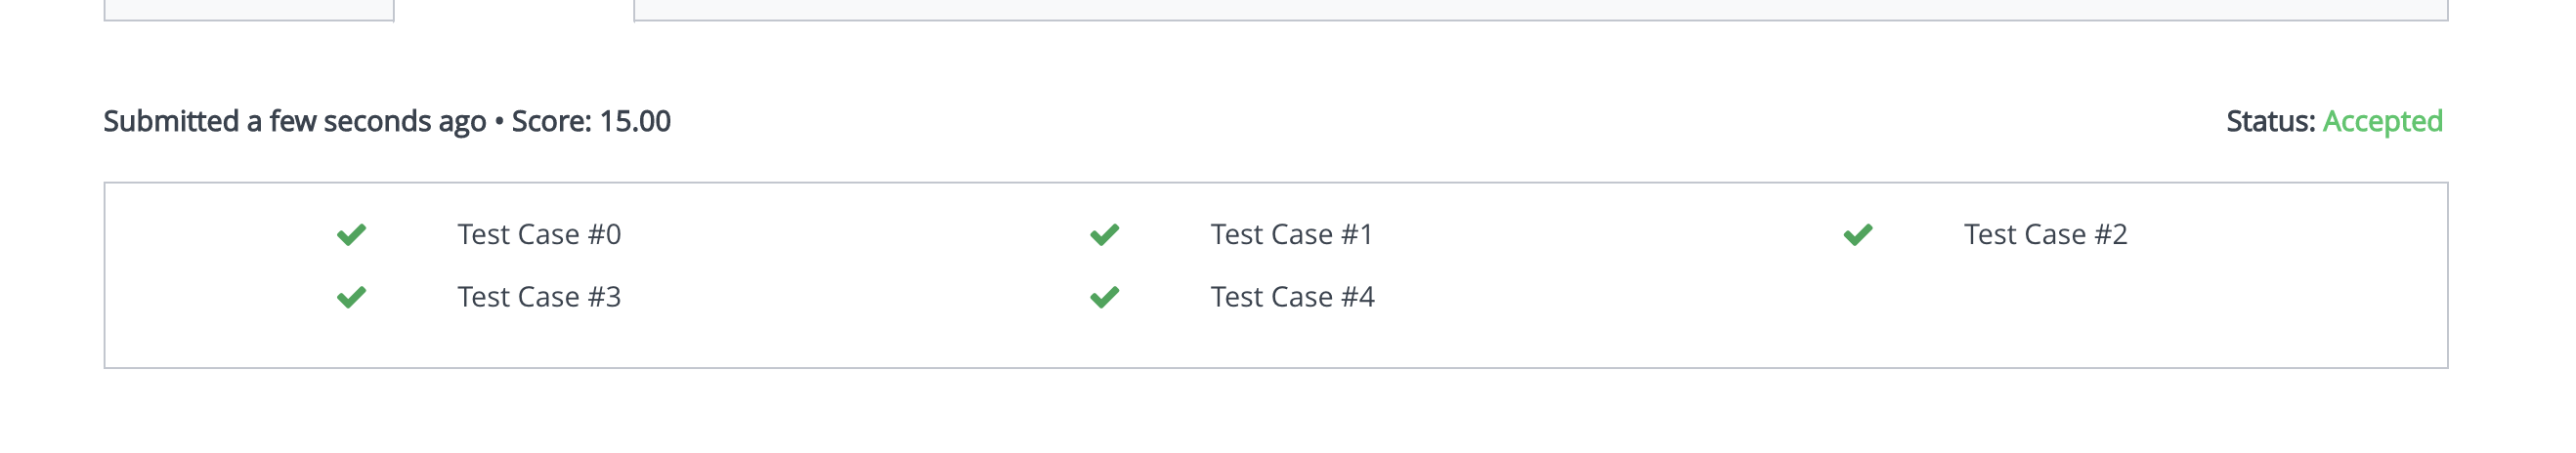 Submitted a few seconds ago • Score: 15.00
Status: Accepted
Test Case #0
Test Case #1
Test Case #2
Test Case #3
Test Case #4